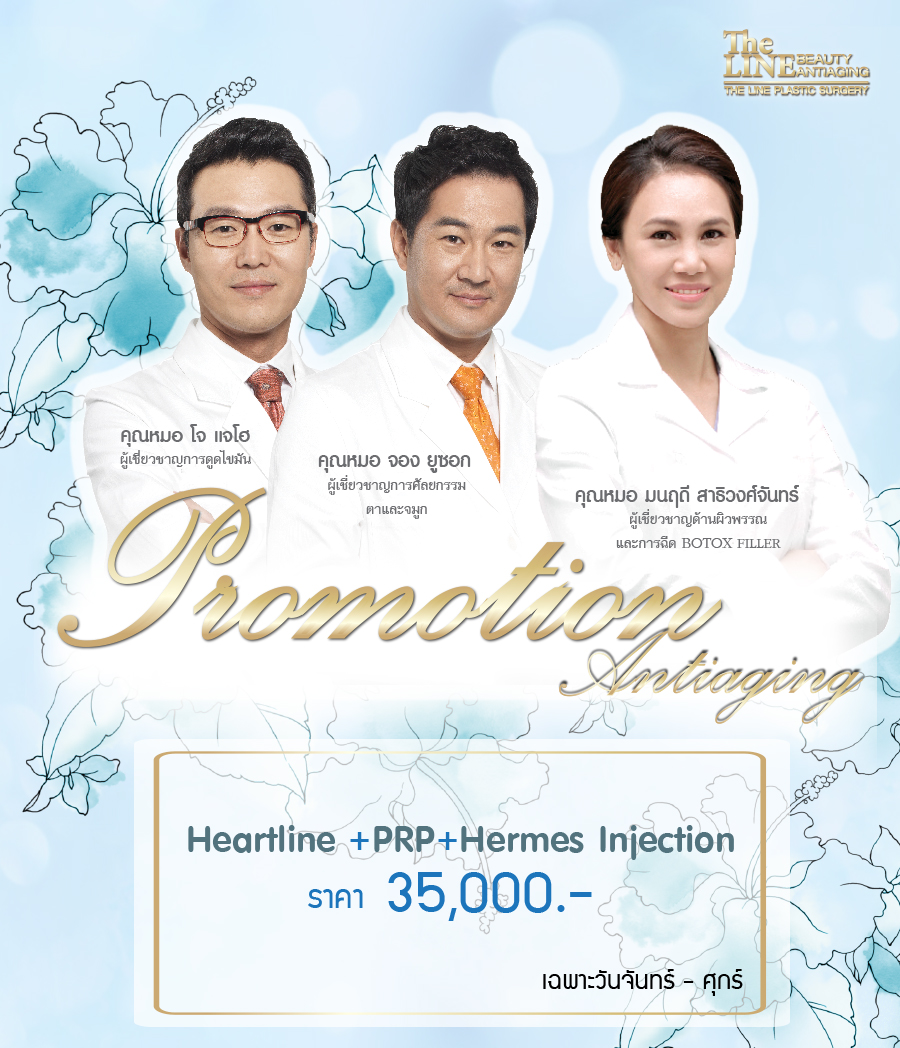 The
LINE BEAUTY
ANTIAGING
THE LINE PLASTIC SURGERY
คุณหมอ โจ แจโฮ
ผู้เชี่ยวชาญการดูดไขมัน
คุณหมอ จอง ยูซอก
ผู้เชี่ยวชาญการศัลยกรรม
ตาและจมูก
คุณหมอ มนฤดี สาธิวงศ์จันทร์
ผู้เชี่ยวชาญด้านผิวพรรณ
และการฉีด BOTOX FILLER
Promotion
Antiaging
Heartline +PRP+Hermes Injection
ราคา 35,000.-
เฉพาะวันจันทร์ - ศุกร์